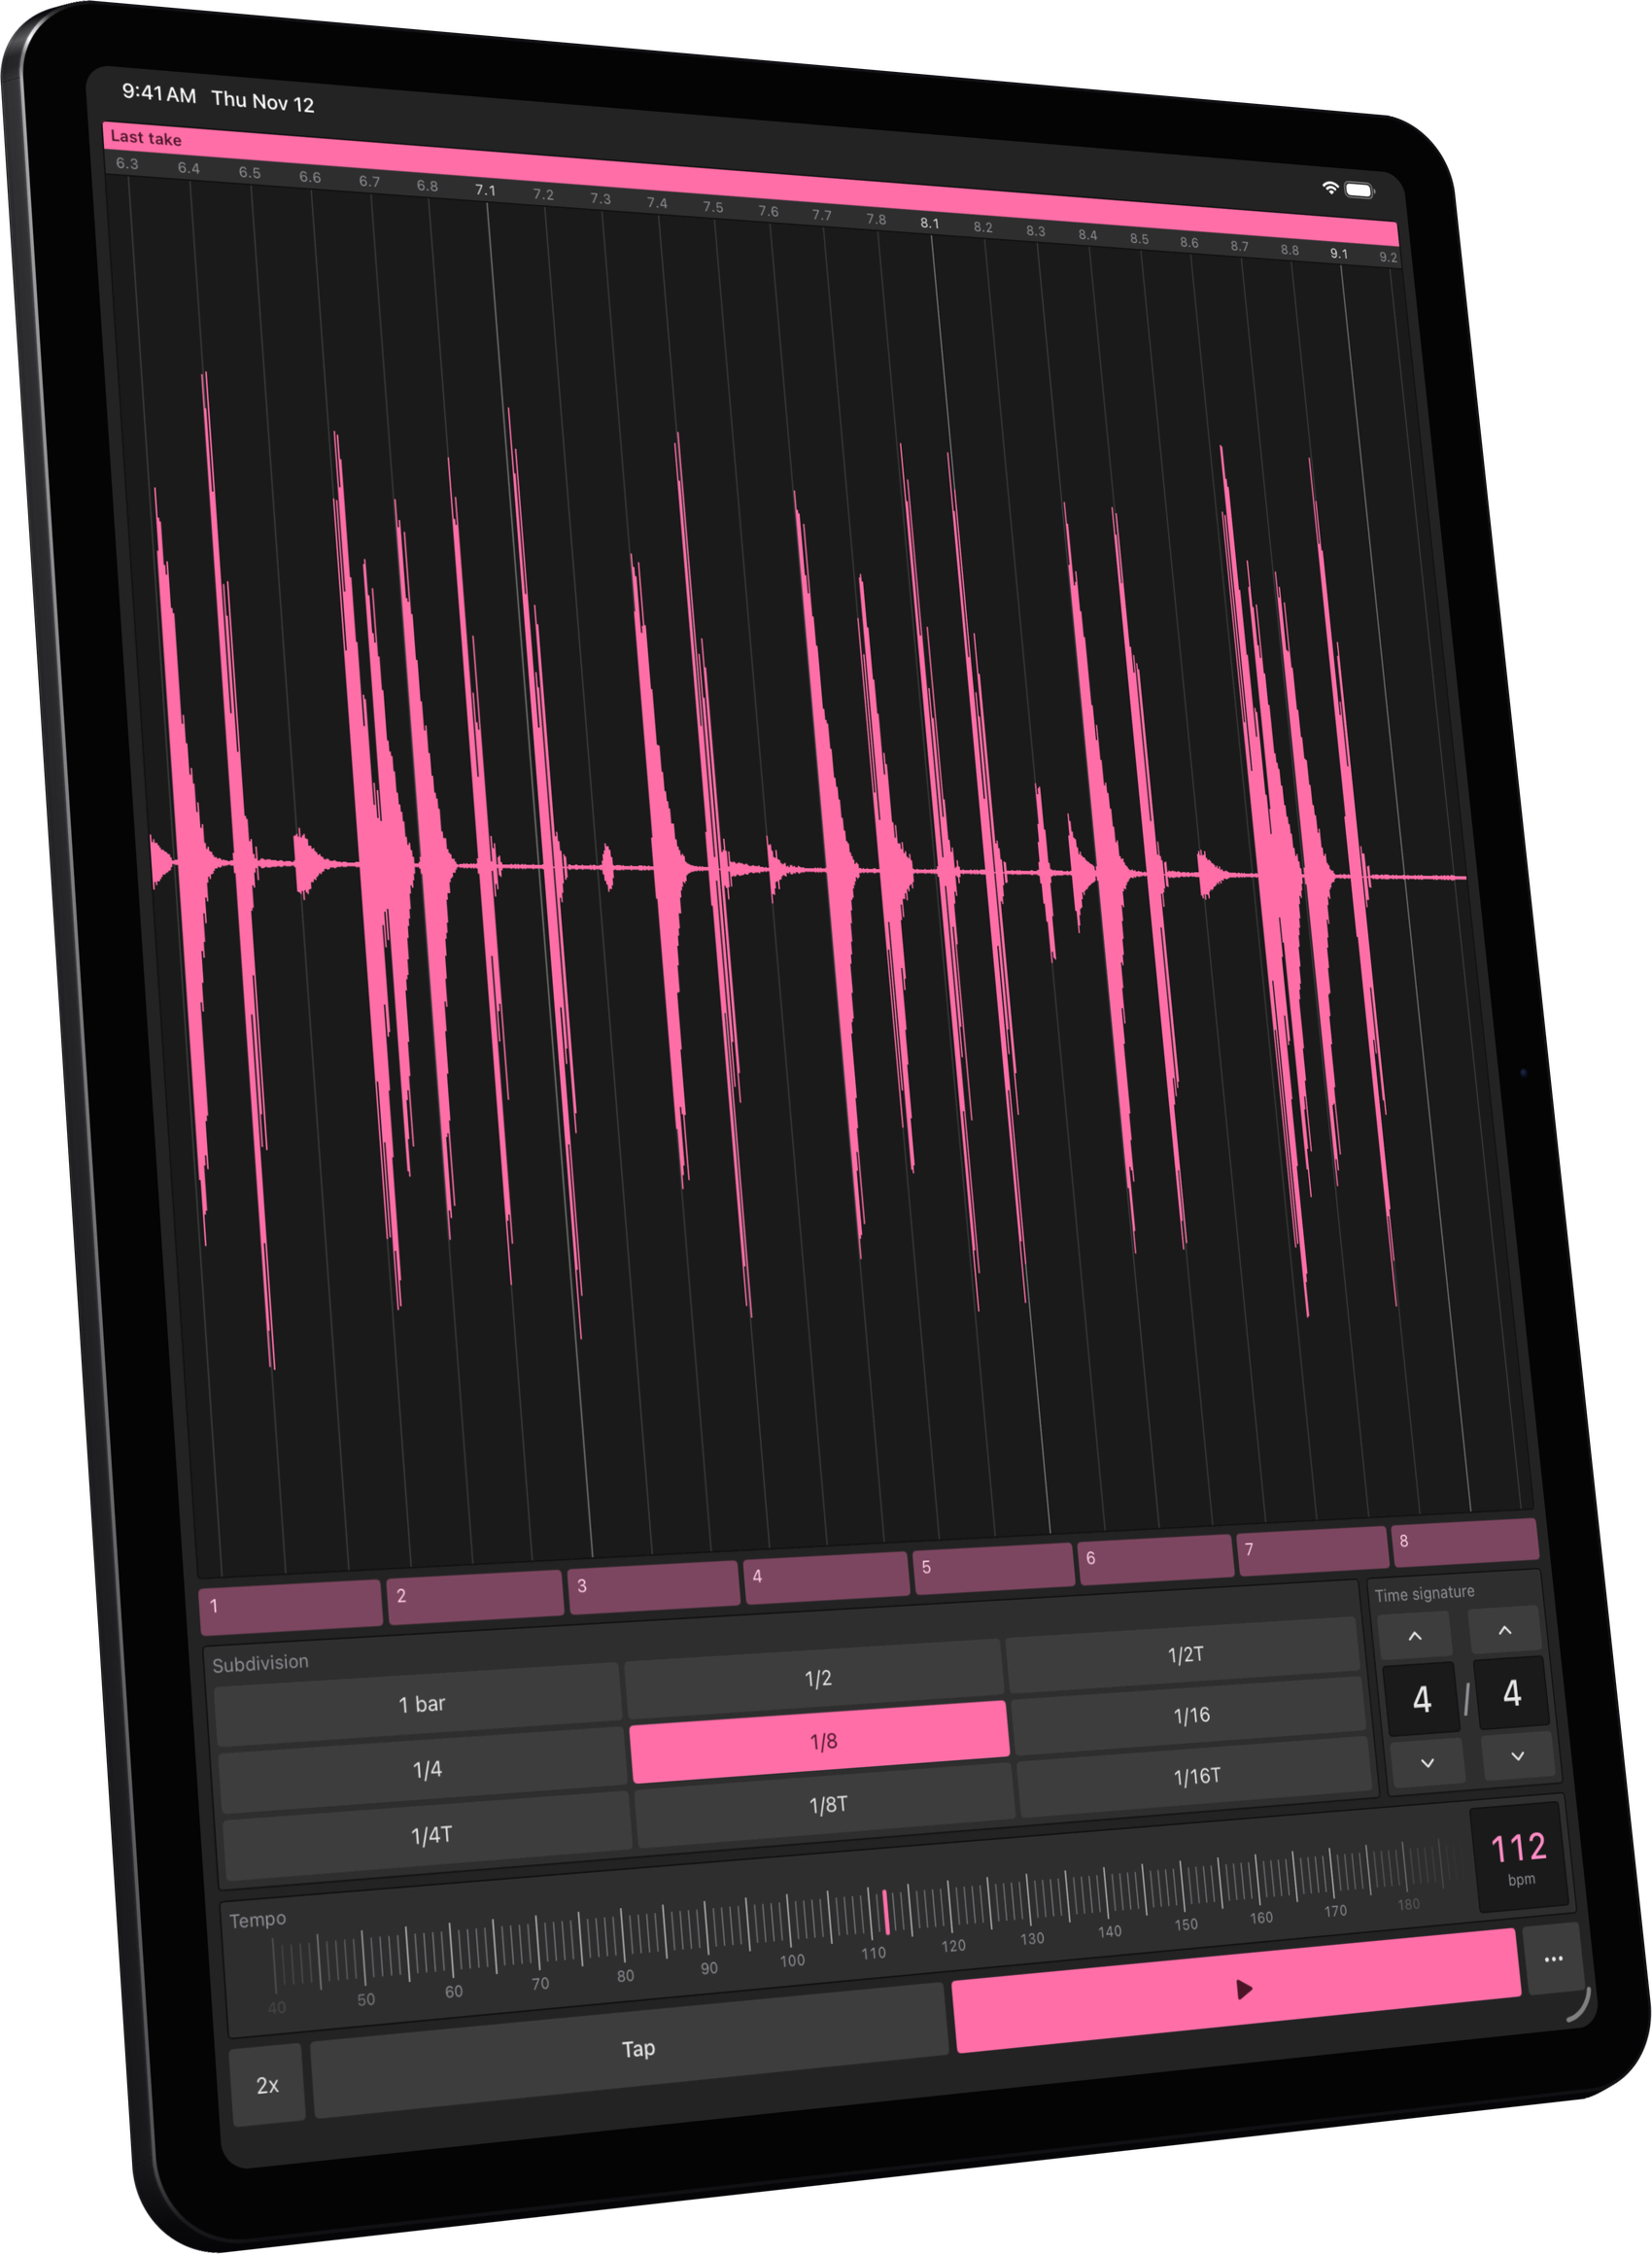 9:41 AM Thu Nov 12
Last take
6.3 6.4 6.5 6.6 6.7 6.8 7.1 7.2 7.3 7.4 7.5 7.6 7.7 7.8 8.1 8.2 8.3 8.4 8.5 8.6 8.7 8.8 9.1 9.2
1 2 3 4 5 6 7 8
Subdivision
1 bar 1/2 1/2T
1/4 1/8 1/16
1/4T 1/8T 1/16T
Time signature
4 / 4
Tempo
40 50 60 70 80 90 100 110 120 130 140 150 160 170 180
112
bpm
2x Tap ...